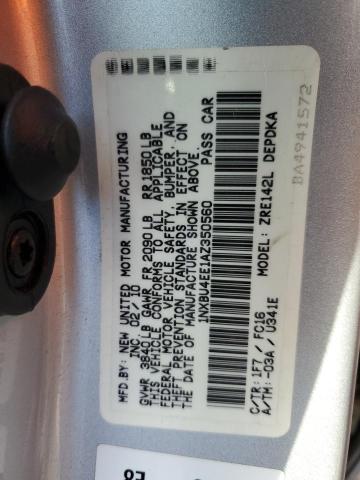 MFD.BY: NEW UNITED MOTOR MANUFACTURING
INC. 02/10
GVWR 3840LB GAWR FR 2090LB RR1850LB
THIS VEHICLE CONFORMS TO ALL APPLICABLE
FEDERAL MOTOR VEHICLE SAFETY, BUMPER, AND
THEFT PREVENTION STANDARDS IN EFFECT ON
THE DATE OF MANUFACTURE SHOWN ABOVE.
1NXBU4EE1AZ350560 PASS CAR
C/TR: 1F7 / FC16 MODEL: ZRE142L DEPDKA
A/TM: -03A / U341E
BA4941572